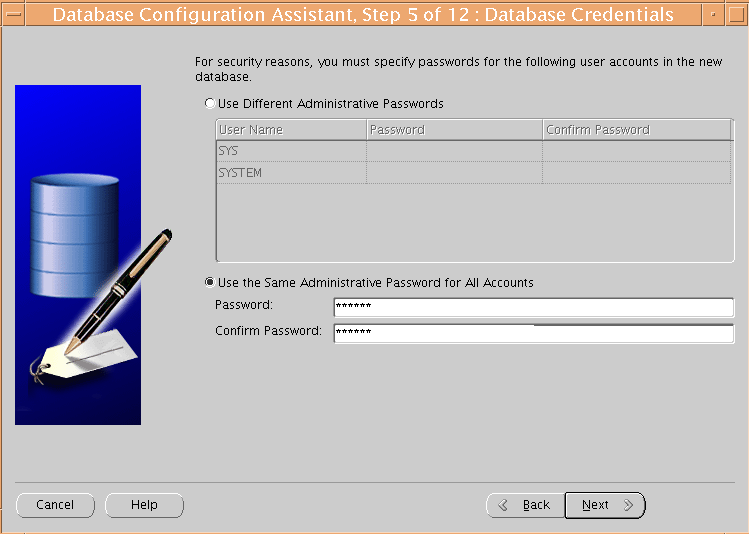 Database Configuration Assistant, Step 5 of 12 : Database Credentials
For security reasons, you must specify passwords for the following user accounts in the new
database.
Use Different Administrative Passwords
User Name Password Confirm Password
SYS
SYSTEM
Use the Same Administrative Password for All Accounts
Password: ******
Confirm Password: ******
Cancel Help Back Next